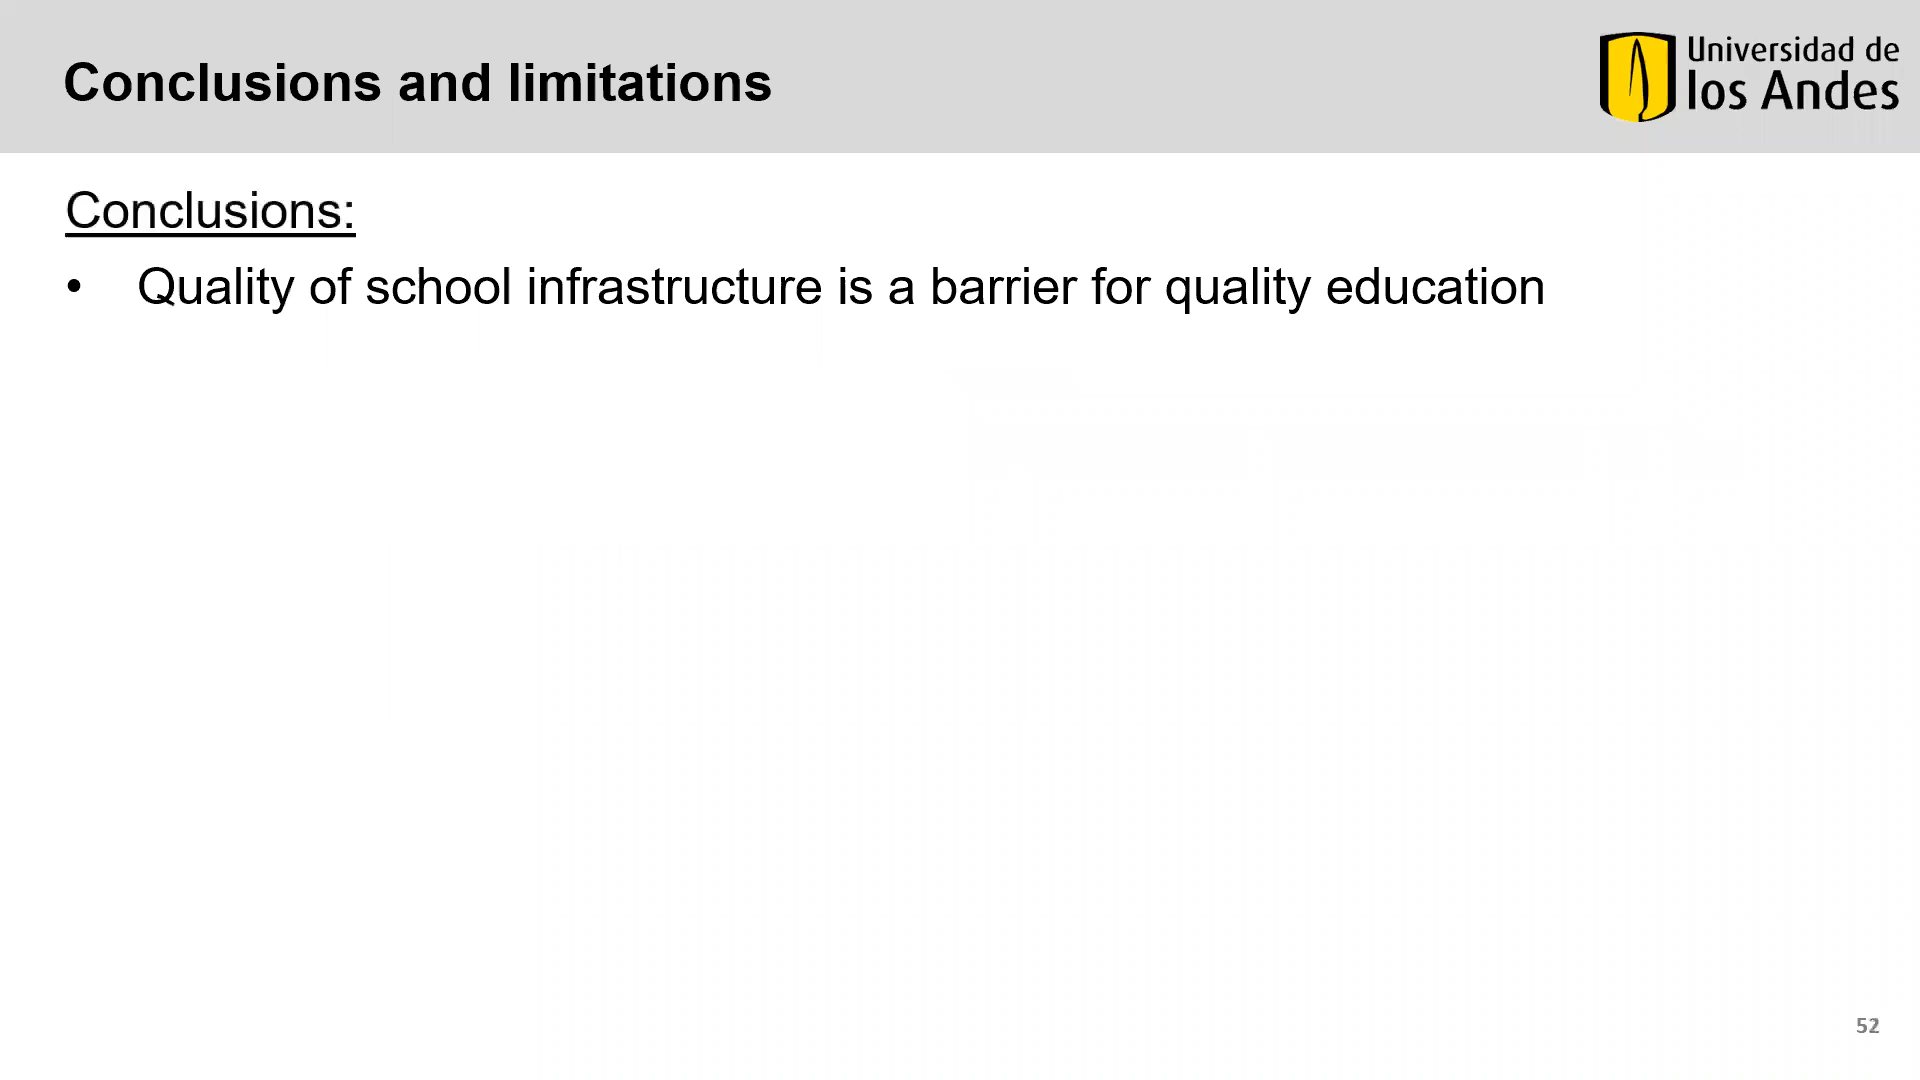 Conclusions and limitations
Universidad de
los Andes
Conclusions:
• Quality of school infrastructure is a barrier for quality education
52